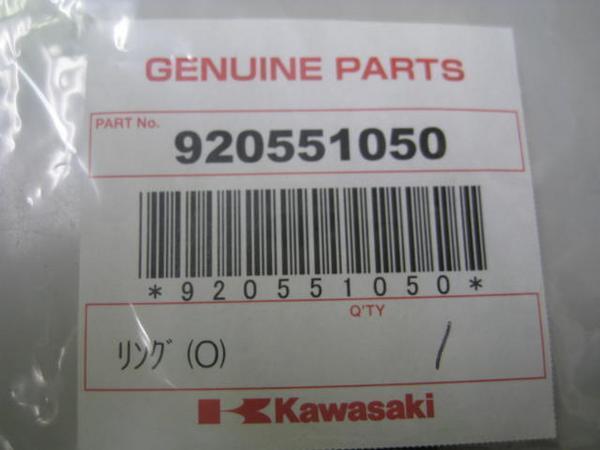 GENUINE PARTS
PART No.
920551050
*920551050*
Q'TY
ﾘﾝｸﾞ (O)
1
Kawasaki